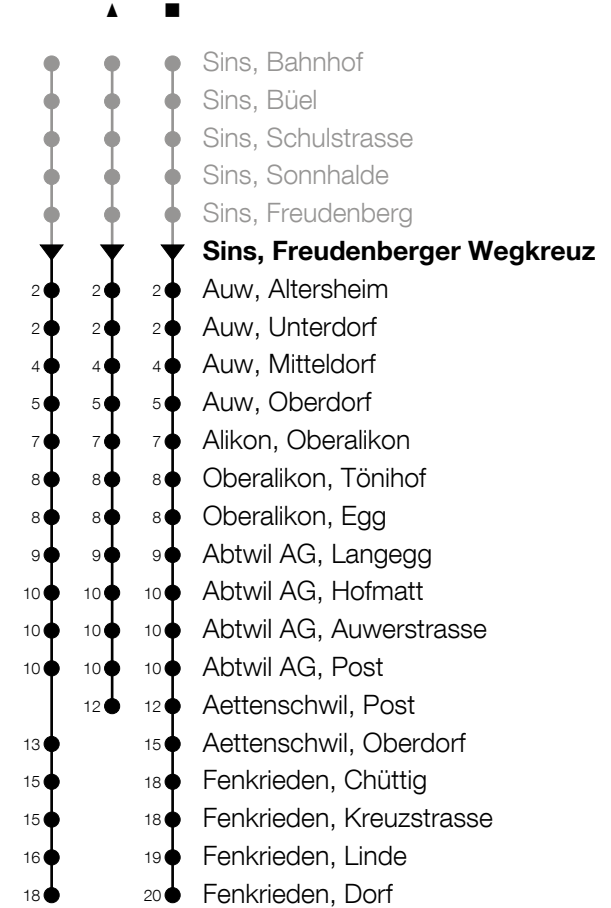 ▲ ■
Sins, Bahnhof
Sins, Büel
Sins, Schulstrasse
Sins, Sonnhalde
Sins, Freudenberg
Sins, Freudenberger Wegkreuz
2 2 2 Auw, Altersheim
2 2 2 Auw, Unterdorf
4 4 4 Auw, Mitteldorf
5 5 5 Auw, Oberdorf
7 7 7 Alikon, Oberalikon
8 8 8 Oberalikon, Tönihof
8 8 8 Oberalikon, Egg
9 9 9 Abtwil AG, Langegg
10 10 10 Abtwil AG, Hofmatt
10 10 10 Abtwil AG, Auwerstrasse
10 10 10 Abtwil AG, Post
12 12 Aettenschwil, Post
13 15 Aettenschwil, Oberdorf
15 18 Fenkrieden, Chüttig
15 18 Fenkrieden, Kreuzstrasse
16 19 Fenkrieden, Linde
18 20 Fenkrieden, Dorf